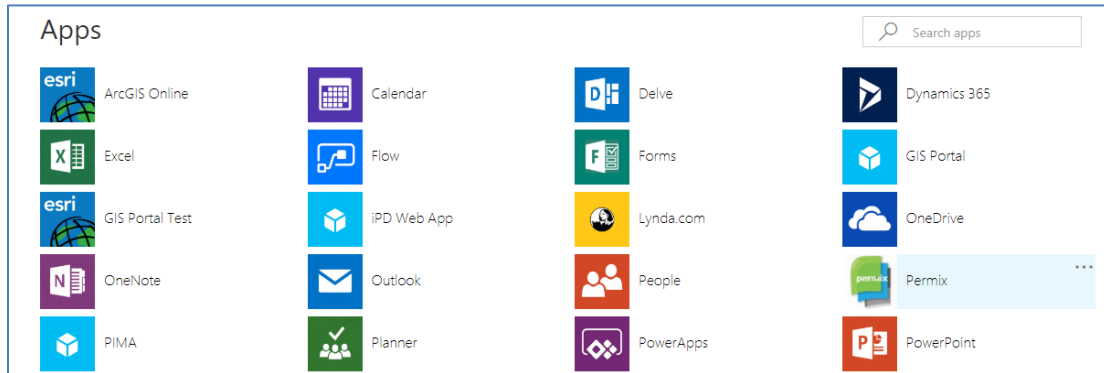 Apps
Search apps
esri ArcGIS Online
Calendar
D Delve
Dynamics 365
X Excel
Flow
F Forms
GIS Portal
esri GIS Portal Test
iPD Web App
Lynda.com
OneDrive
N OneNote
Outlook
People
permix Permix
PIMA
Planner
PowerApps
P PowerPoint